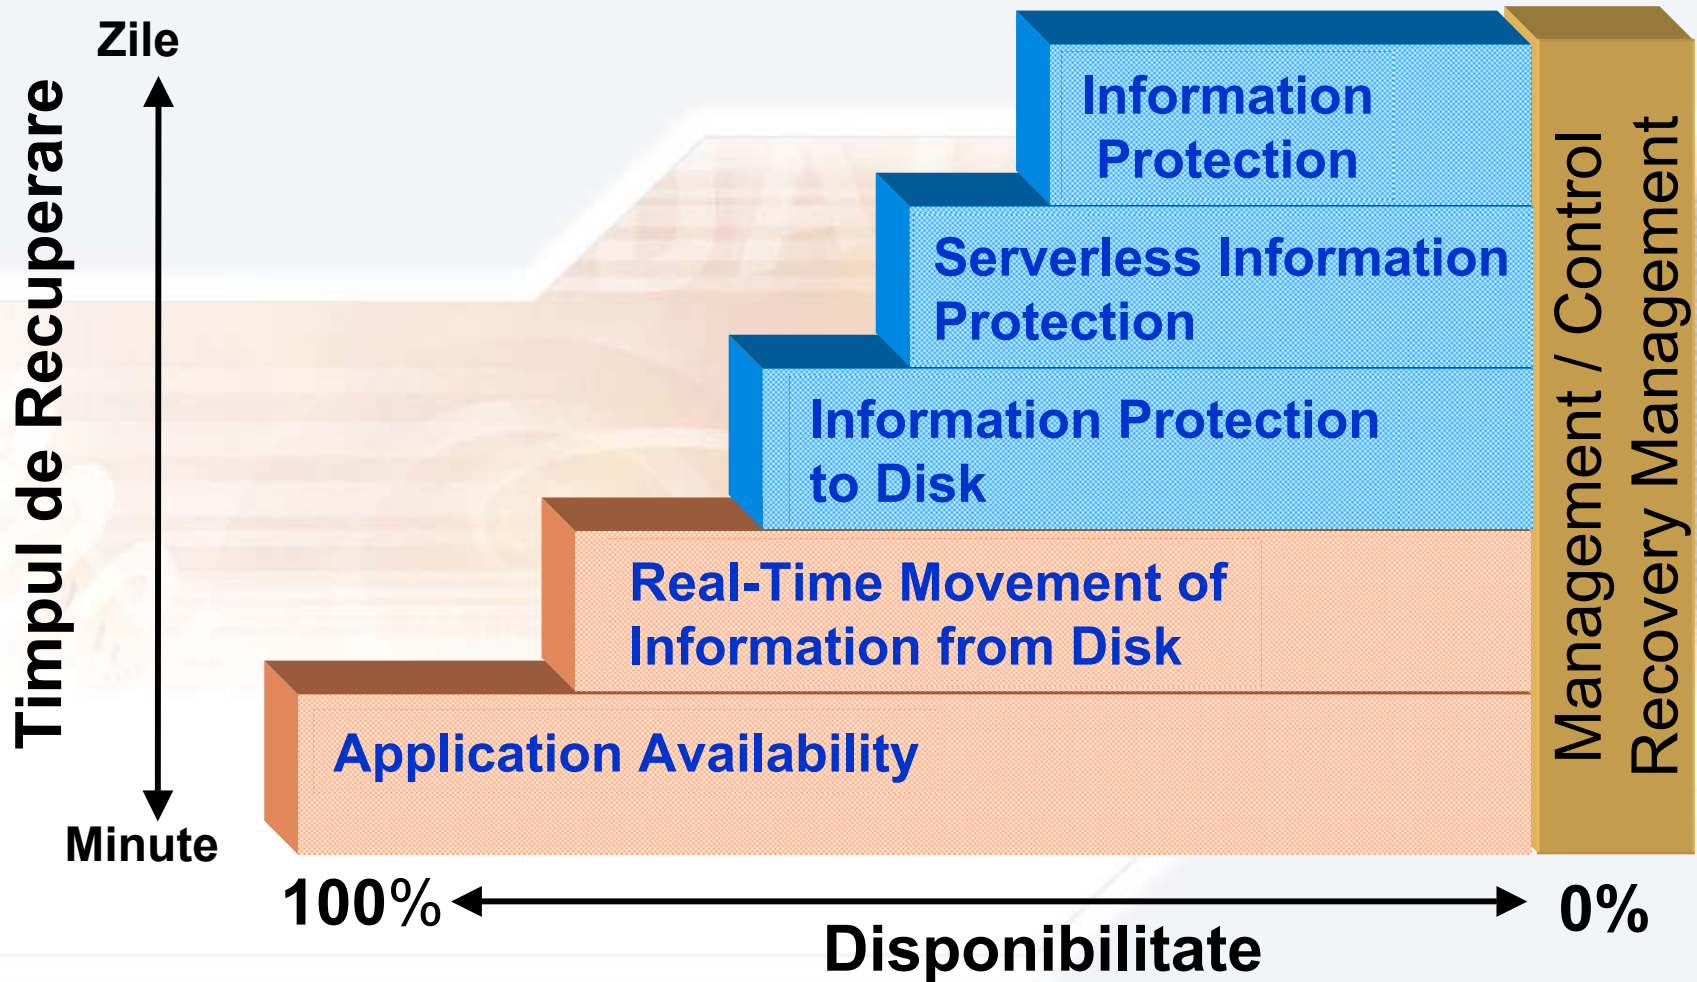 Zile
Timpul de Recuperare
Minute
Information
Protection
Serverless Information
Protection
Information Protection
to Disk
Real-Time Movement of
Information from Disk
Application Availability
Management / Control
Recovery Management
100%
0%
Disponibilitate